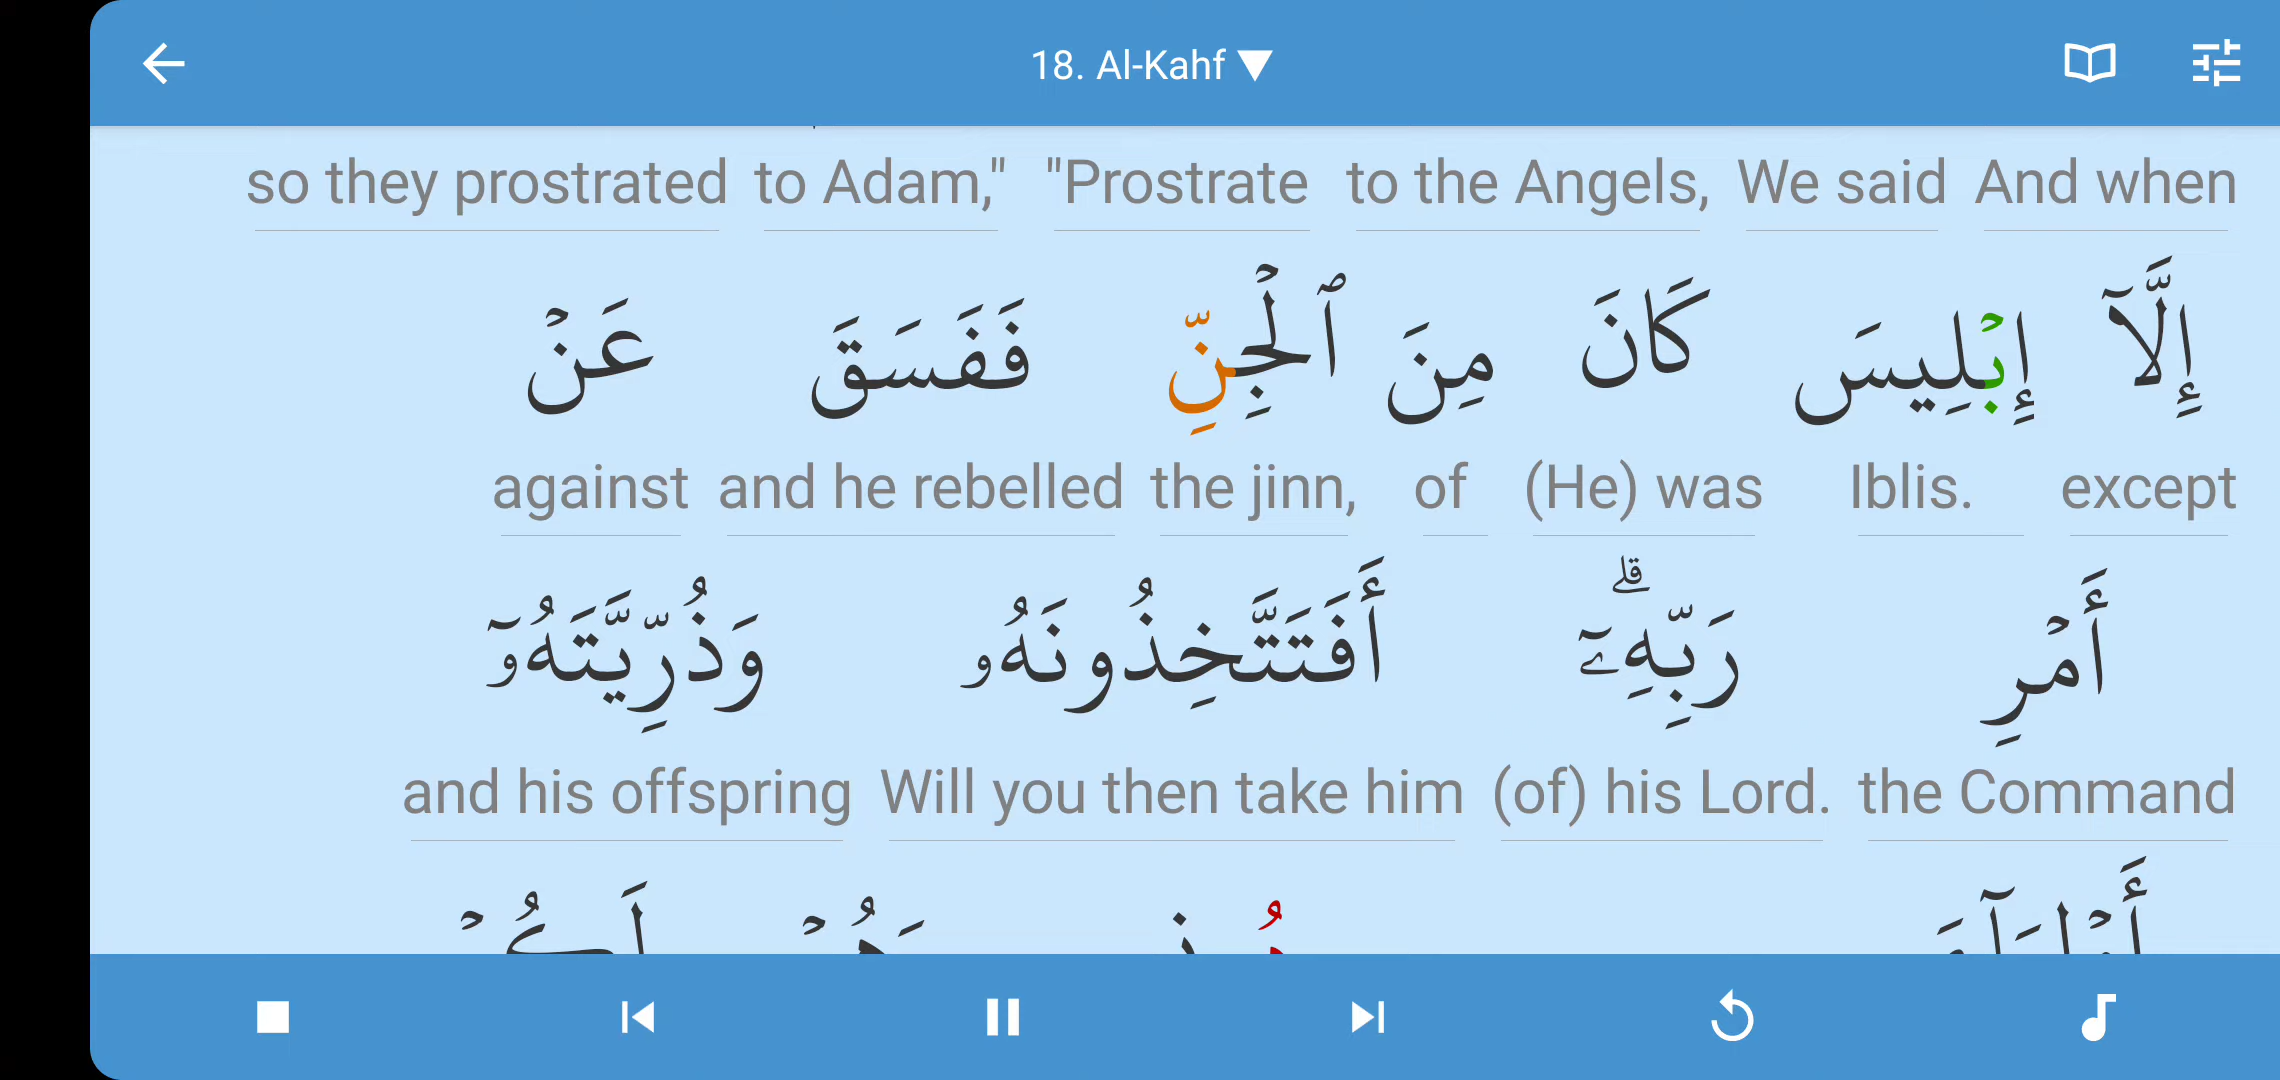 18. Al-Kahf ▼
And when We said to the Angels, "Prostrate to Adam," so they prostrated
إِلَّآ إِبۡلِيسَ كَانَ مِنَ ٱلۡجِنِّ فَفَسَقَ عَنۡ
except Iblis. (He) was of the jinn, and he rebelled against
أَمۡرِ رَبِّهِۦٓۗ أَفَتَتَّخِذُونَهُۥ وَذُرِّيَّتَهُۥٓ
the Command (of) his Lord. Will you then take him and his offspring